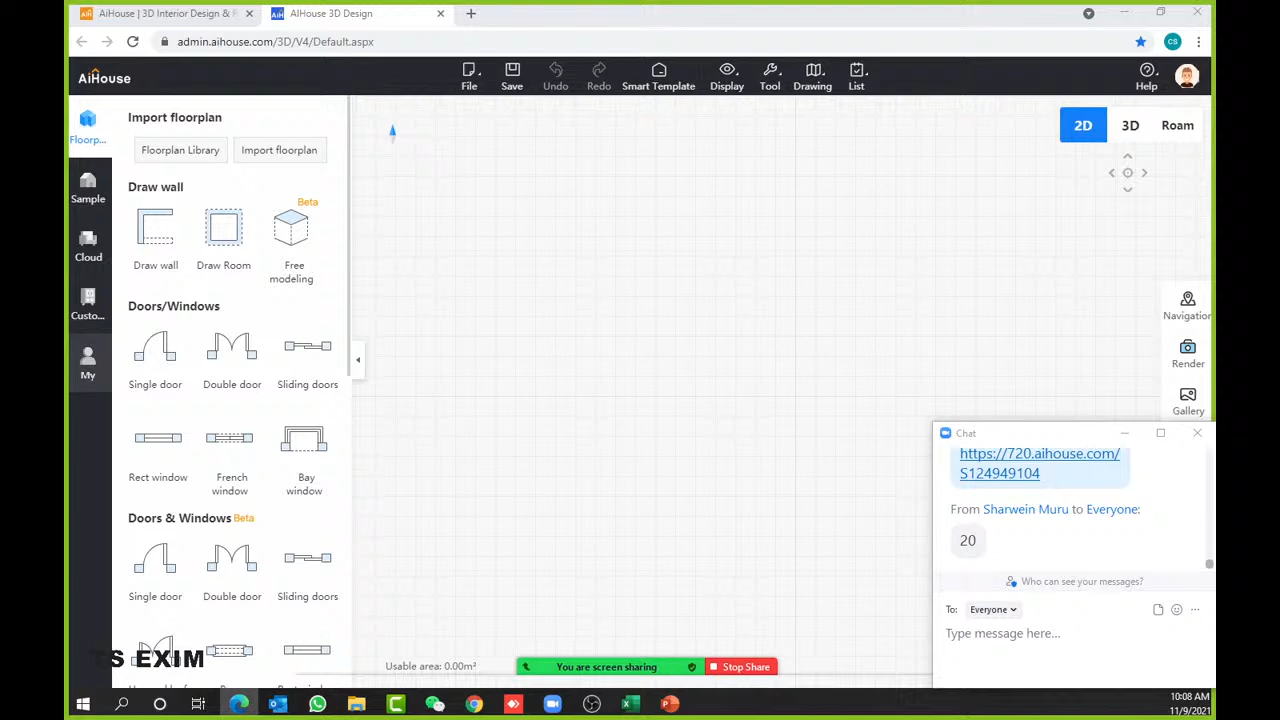 AiHouse | 3D Interior Design &
AIHouse 3D Design
admin.aihouse.com/3D/V4/Default.aspx
CS
AiHouse
File
Save
Undo
Redo
Smart Template
Display
Tool
Drawing
List
Help
Floorp...
Sample
Cloud
Custo...
My
Import floorplan
Floorplan Library
Import floorplan
Draw wall
Beta
Draw wall
Draw Room
Free
modeling
Doors/Windows
Single door
Double door
Sliding doors
Rect window
French
window
Bay
window
Doors & Windows Beta
Single door
Double door
Sliding doors
2D
3D
Roam
Navigation
Render
Gallery
Chat
https://720.aihouse.com/
S124949104
From Sharwein Muru to Everyone:
20
Who can see your messages?
To: Everyone
Type message here...
Usable area: 0.00m²
You are screen sharing
Stop Share
TS EXIM
10:08 AM
11/9/2021